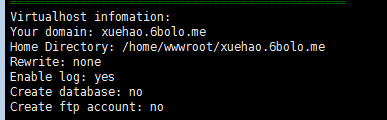 Virtualhost infomation:
Your domain: xuehao.6bolo.me
Home Directory: /home/wwwroot/xuehao.6bolo.me
Rewrite: none
Enable log: yes
Create database: no
Create ftp account: no